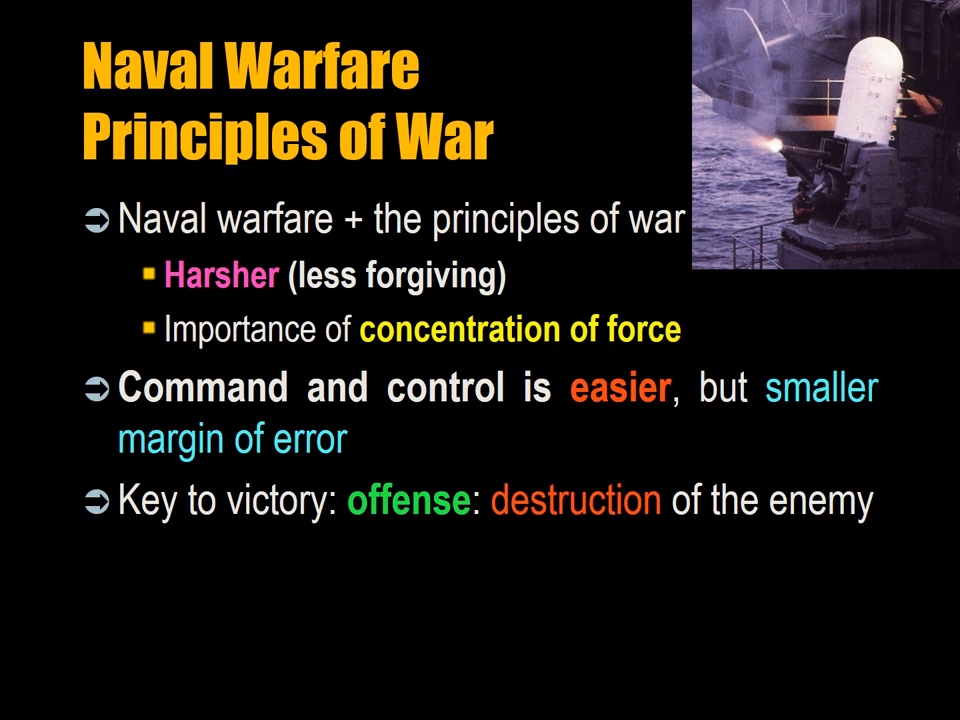 Naval Warfare
Principles of War
Naval warfare + the principles of war
Harsher (less forgiving)
Importance of concentration of force
Command and control is easier, but smaller
margin of error
Key to victory: offense: destruction of the enemy